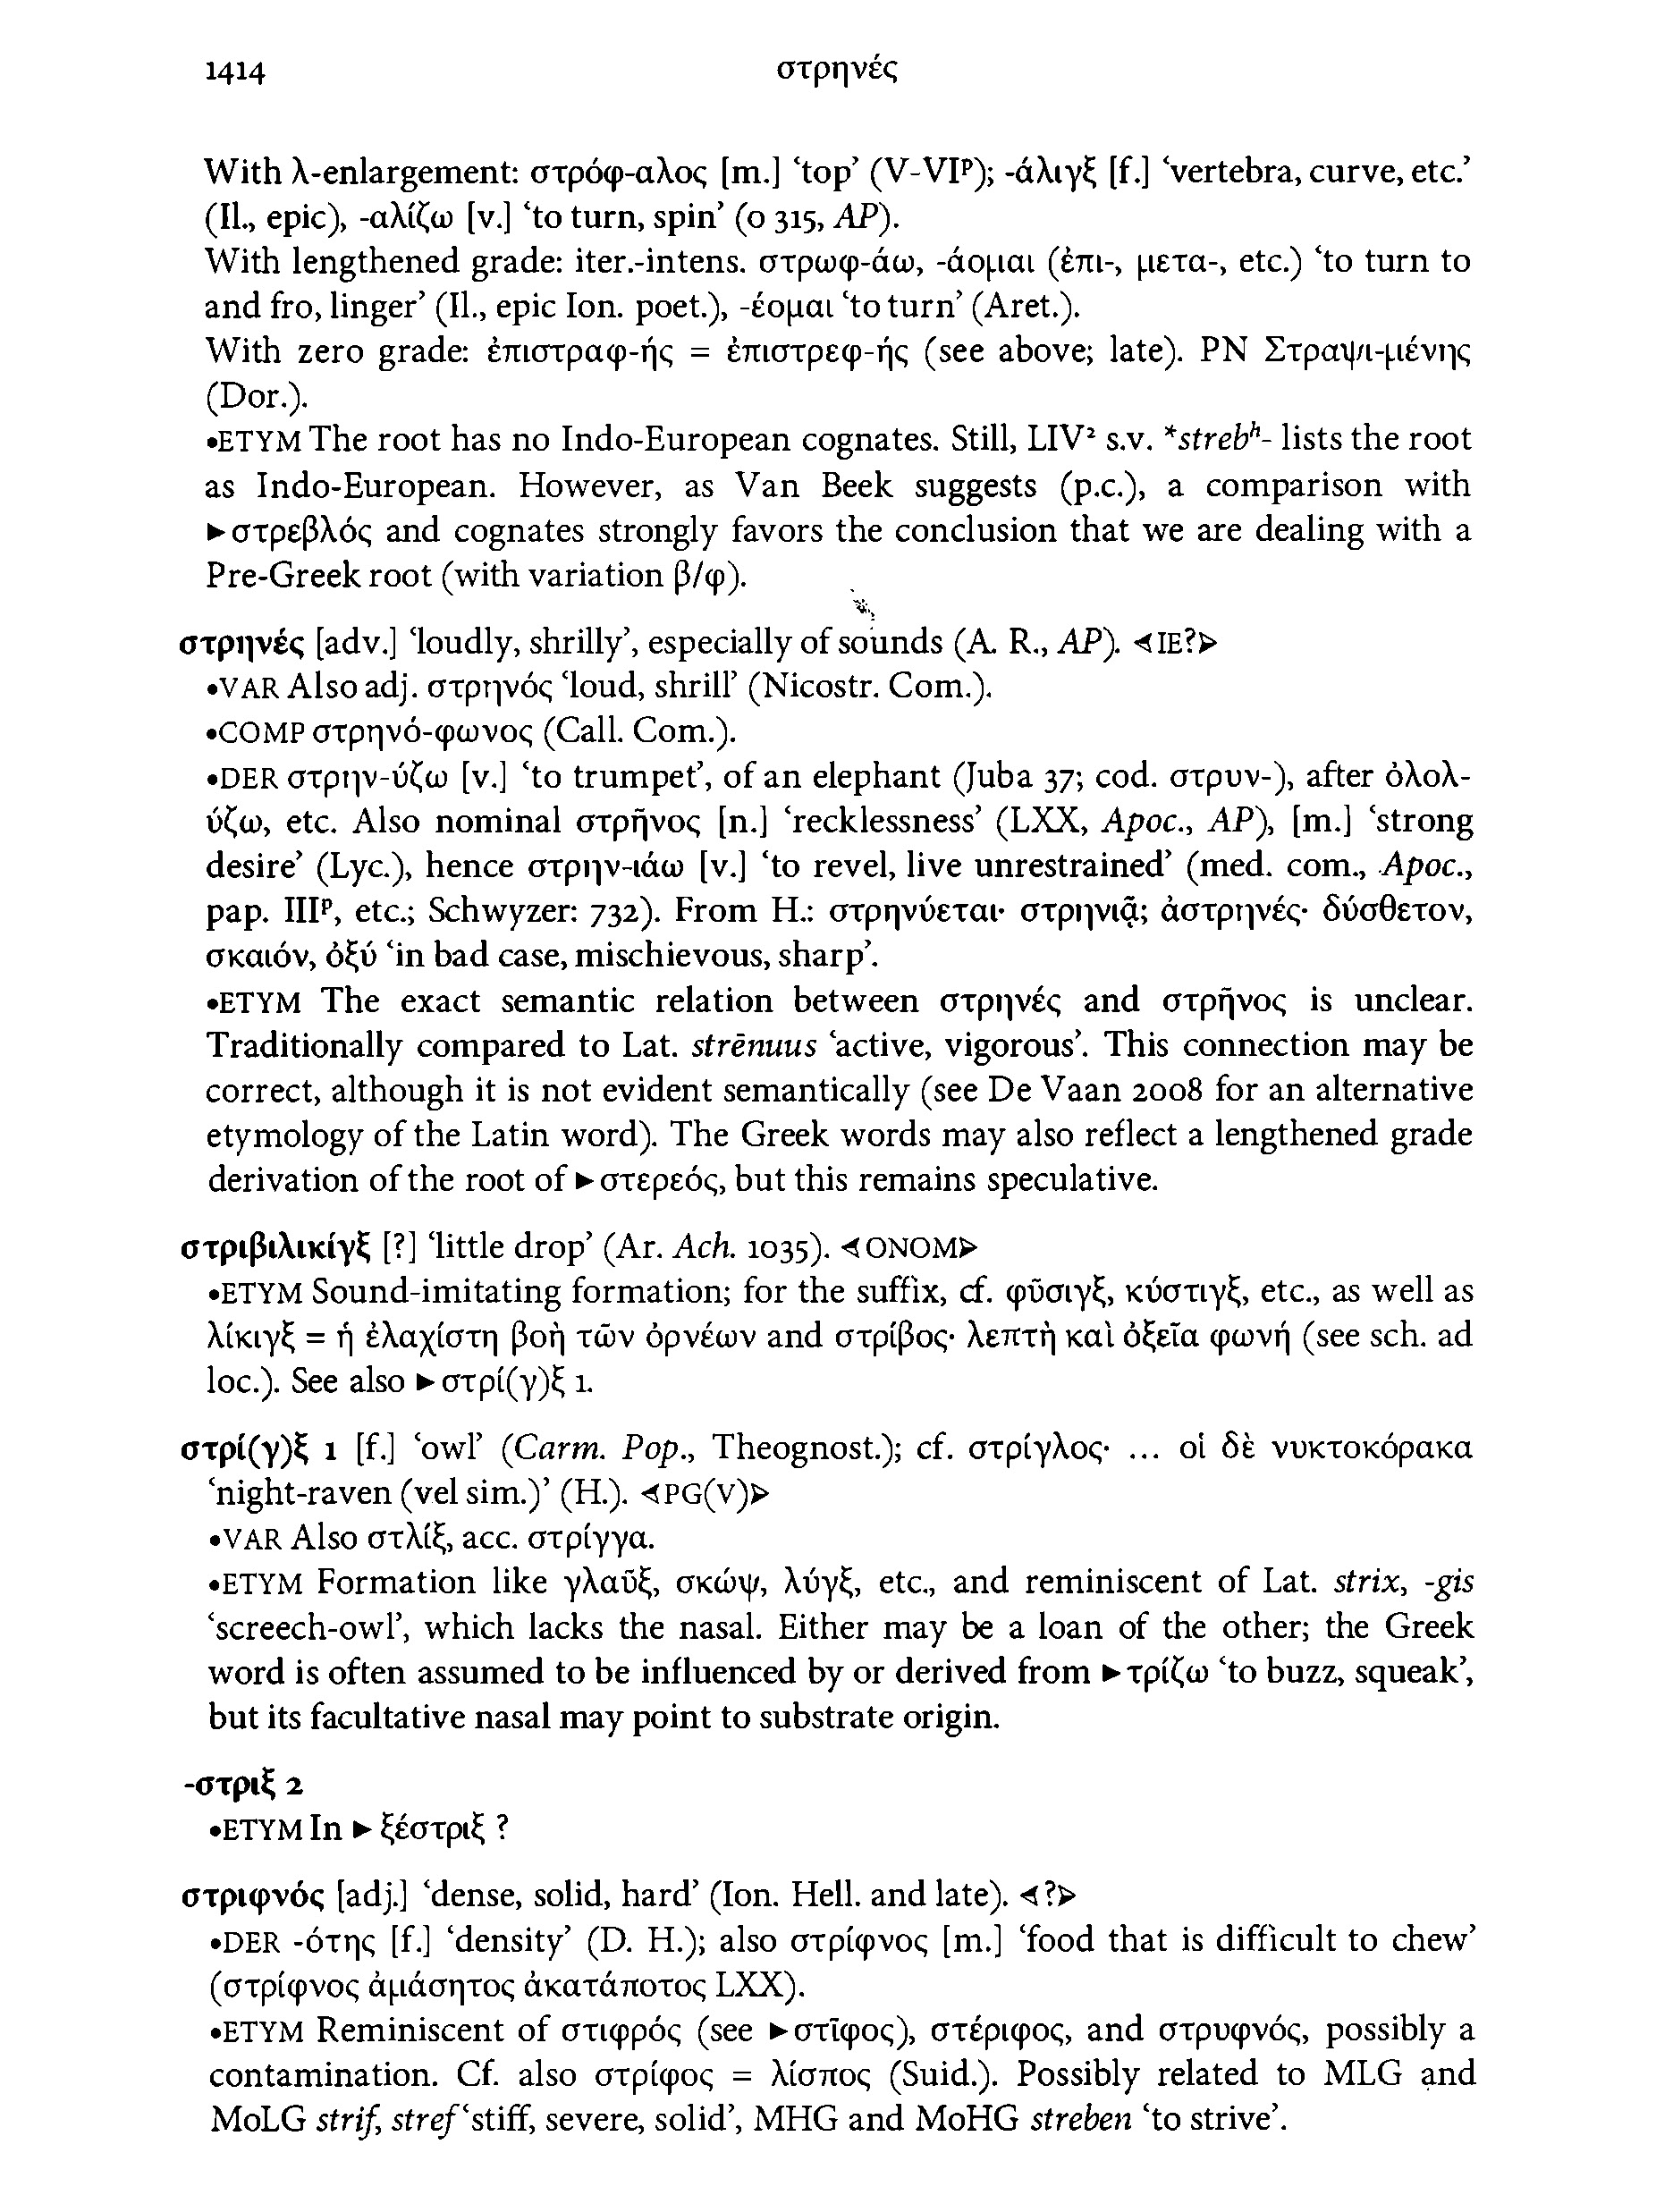 1414 στρηνές
With λ-enlargement: στρόφ-αλος [m.] ‘top’ (V-VIᵖ); -άλιγξ [f.] ‘vertebra, curve, etc.’
(Il., epic), -αλίζω [v.] ‘to turn, spin’ (ο 315, AP).
With lengthened grade: iter.-intens. στρωφ-άω, -άομαι (ἐπι-, μετα-, etc.) ‘to turn to
and fro, linger’ (Il., epic Ion. poet.), -έομαι ‘to turn’ (Aret.).
With zero grade: ἐπιστραφ-ής = ἐπιστρεφ-ής (see above; late). PN Στραψι-μένης
(Dor.).
•ETYM The root has no Indo-European cognates. Still, LIV² s.v. *strebʰ- lists the root
as Indo-European. However, as Van Beek suggests (p.c.), a comparison with
►στρεβλός and cognates strongly favors the conclusion that we are dealing with a
Pre-Greek root (with variation β/φ).
στρηνές [adv.] ‘loudly, shrilly’, especially of sounds (A. R., AP). ◄IE?►
•VAR Also adj. στρηνός ‘loud, shrill’ (Nicostr. Com.).
•COMP στρηνό-φωνος (Call. Com.).
•DER στρην-ύζω [v.] ‘to trumpet’, of an elephant (Juba 37; cod. στρυν-), after ὀλολ-
ύζω, etc. Also nominal στρῆνος [n.] ‘recklessness’ (LXX, Apoc., AP), [m.] ‘strong
desire’ (Lyc.), hence στρην-ιάω [v.] ‘to revel, live unrestrained’ (med. com., Apoc.,
pap. IIIᵖ, etc.; Schwyzer: 732). From H.: στρηνύεται· στρηνιᾷ; ἀστρηνές· δύσθετον,
σκαιόν, ὀξύ ‘in bad case, mischievous, sharp’.
•ETYM The exact semantic relation between στρηνές and στρῆνος is unclear.
Traditionally compared to Lat. strēnuus ‘active, vigorous’. This connection may be
correct, although it is not evident semantically (see De Vaan 2008 for an alternative
etymology of the Latin word). The Greek words may also reflect a lengthened grade
derivation of the root of ►στερεός, but this remains speculative.
στριβιλικίγξ [?] ‘little drop’ (Ar. Ach. 1035). ◄ONOM►
•ETYM Sound-imitating formation; for the suffix, cf. φῦσιγξ, κύστιγξ, etc., as well as
λίκιγξ = ἡ ἐλαχίστη βοὴ τῶν ὀρνέων and στρίβος· λεπτὴ καὶ ὀξεῖα φωνή (see sch. ad
loc.). See also ►στρί(γ)ξ 1.
στρί(γ)ξ 1 [f.] ‘owl’ (Carm. Pop., Theognost.); cf. στρίγλος· ... οἱ δὲ νυκτοκόρακα
‘night-raven (vel sim.)’ (H.). ◄PG(V)►
•VAR Also στλίξ, acc. στρίγγα.
•ETYM Formation like γλαῦξ, σκώψ, λύγξ, etc., and reminiscent of Lat. strix, -gis
‘screech-owl’, which lacks the nasal. Either may be a loan of the other; the Greek
word is often assumed to be influenced by or derived from ►τρίζω ‘to buzz, squeak’,
but its facultative nasal may point to substrate origin.
-στριξ 2
•ETYM In ► ξέστριξ ?
στριφνός [adj.] ‘dense, solid, hard’ (Ion. Hell. and late). ◄?►
•DER -ότης [f.] ‘density’ (D. H.); also στρίφνος [m.] ‘food that is difficult to chew’
(στρίφνος ἀμάσητος ἀκατάποτος LXX).
•ETYM Reminiscent of στιφρός (see ►στῖφος), στέριφος, and στρυφνός, possibly a
contamination. Cf. also στρίφος = λίσπος (Suid.). Possibly related to MLG and
MoLG strif, stref ‘stiff, severe, solid’, MHG and MoHG streben ‘to strive’.